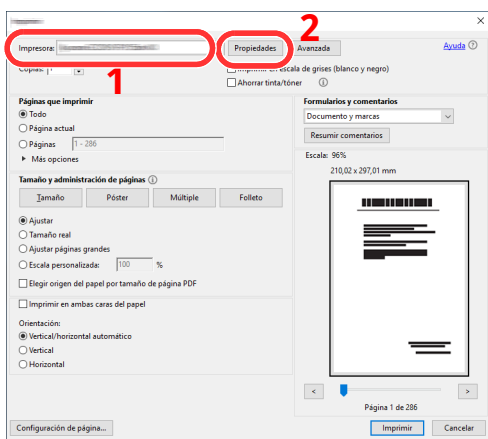 2
Impresora:
Propiedades
Avanzada
Ayuda
1
Copias: 1
Imprimir en escala de grises (blanco y negro)
Ahorrar tinta/tóner
Páginas que imprimir
Todo
Página actual
Páginas
1 - 286
Más opciones
Formularios y comentarios
Documento y marcas
Resumir comentarios
Escala: 96%
210,02 x 297,01 mm
Tamaño y administración de páginas
Tamaño
Póster
Múltiple
Folleto
Ajustar
Tamaño real
Ajustar páginas grandes
Escala personalizada:
100
%
Elegir origen del papel por tamaño de página PDF
Imprimir en ambas caras del papel
Orientación:
Vertical/horizontal automático
Vertical
Horizontal
<
>
Página 1 de 286
Configuración de página...
Imprimir
Cancelar